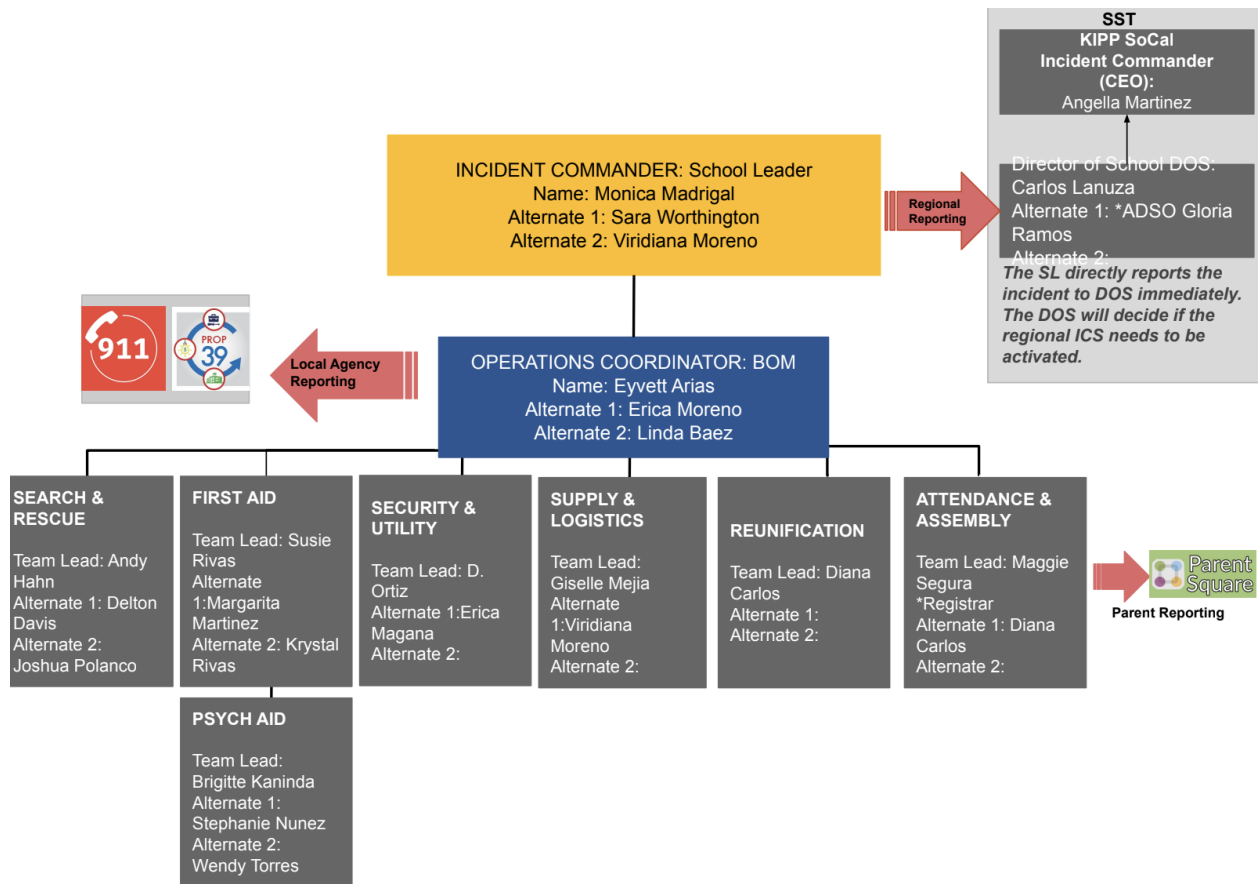 SST
KIPP SoCal
Incident Commander
(CEO):
Angella Martinez
Director of School DOS:
Carlos Lanuza
Alternate 1: *ADSO Gloria
Ramos
Alternate 2:
The SL directly reports the
incident to DOS immediately.
The DOS will decide if the
regional ICS needs to be
activated.
INCIDENT COMMANDER: School Leader
Name: Monica Madrigal
Alternate 1: Sara Worthington
Alternate 2: Viridiana Moreno
Regional
Reporting
911
PROP
39
Local Agency
Reporting
OPERATIONS COORDINATOR: BOM
Name: Eyvett Arias
Alternate 1: Erica Moreno
Alternate 2: Linda Baez
SEARCH &
RESCUE
Team Lead: Andy
Hahn
Alternate 1: Delton
Davis
Alternate 2:
Joshua Polanco
FIRST AID
Team Lead: Susie
Rivas
Alternate
1:Margarita
Martinez
Alternate 2: Krystal
Rivas
SECURITY &
UTILITY
Team Lead: D.
Ortiz
Alternate 1:Erica
Magana
Alternate 2:
SUPPLY &
LOGISTICS
Team Lead:
Giselle Mejia
Alternate
1:Viridiana
Moreno
Alternate 2:
REUNIFICATION
Team Lead: Diana
Carlos
Alternate 1:
Alternate 2:
ATTENDANCE &
ASSEMBLY
Team Lead: Maggie
Segura
*Registrar
Alternate 1: Diana
Carlos
Alternate 2:
Parent
Square
Parent Reporting
PSYCH AID
Team Lead:
Brigitte Kaninda
Alternate 1:
Stephanie Nunez
Alternate 2:
Wendy Torres